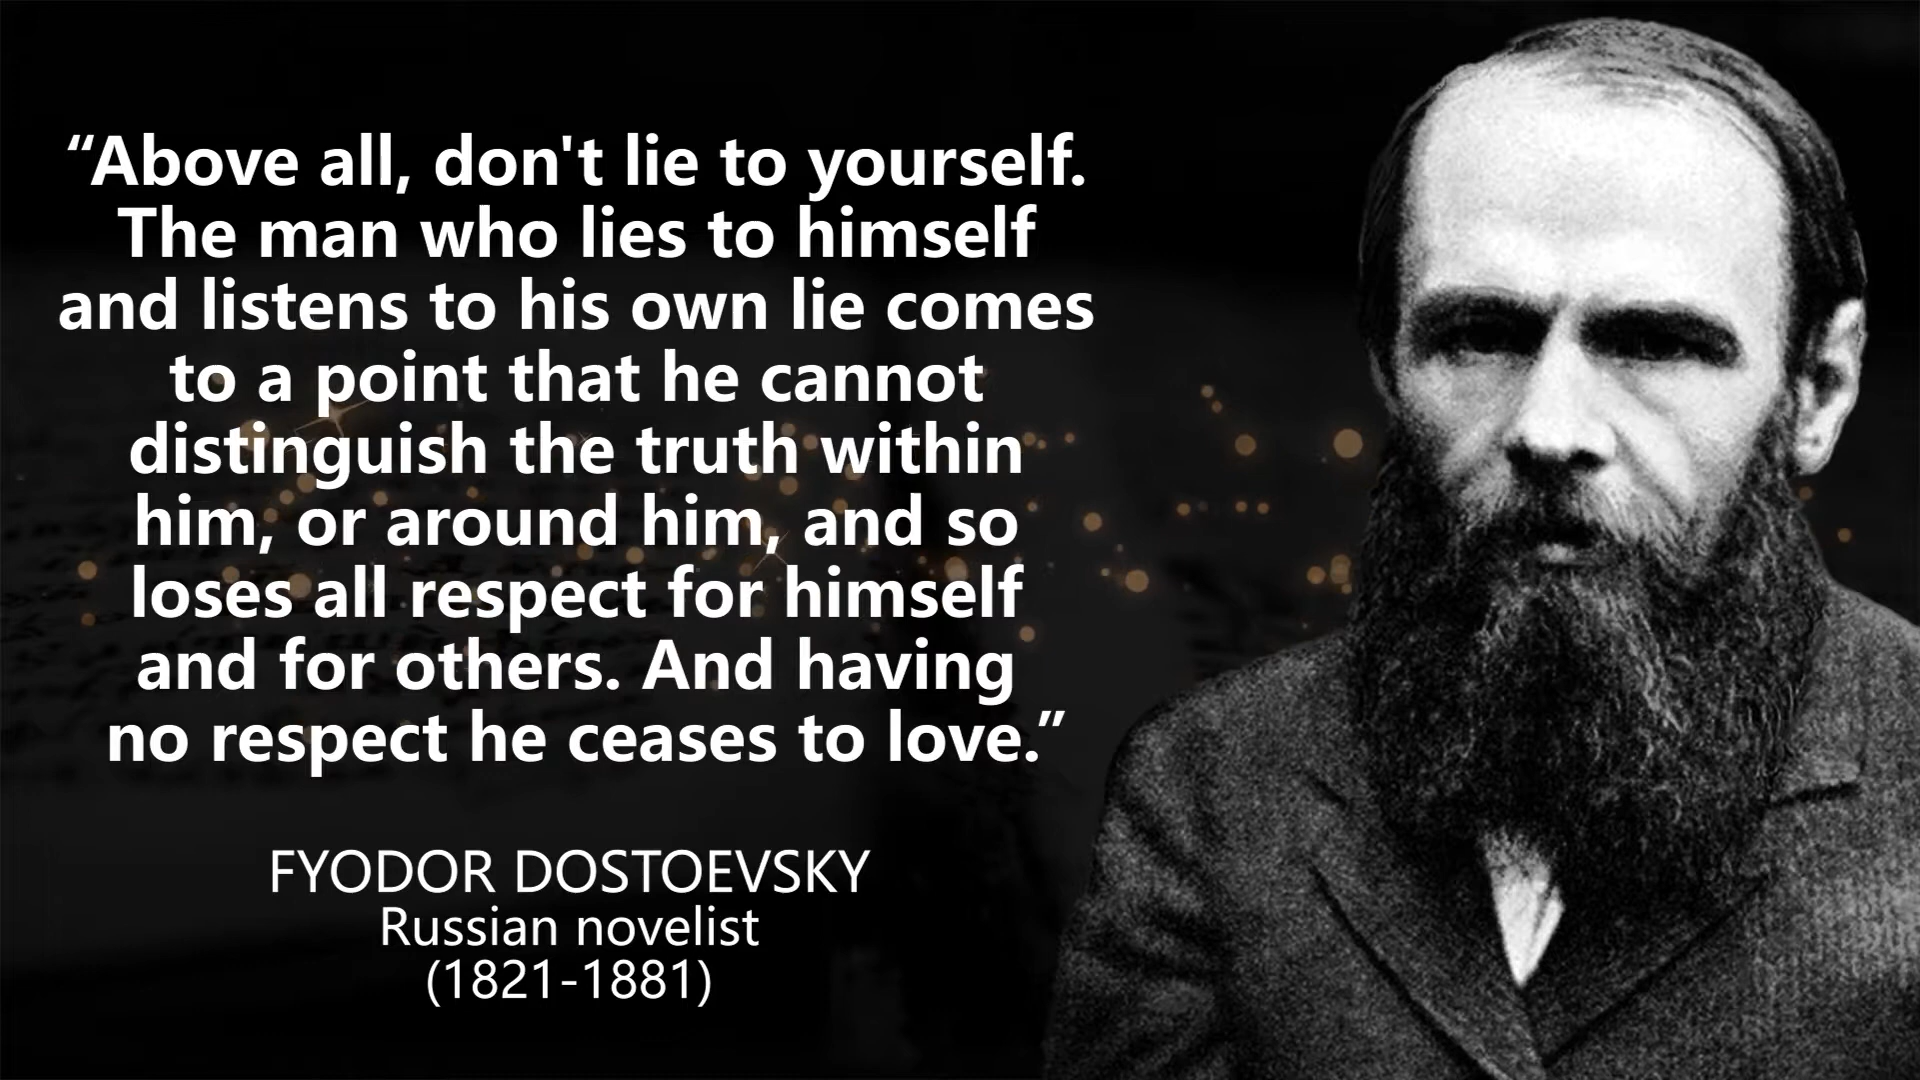 “Above all, don't lie to yourself.
The man who lies to himself
and listens to his own lie comes
to a point that he cannot
distinguish the truth within
him, or around him, and so
loses all respect for himself
and for others. And having
no respect he ceases to love.”
FYODOR DOSTOEVSKY
Russian novelist
(1821-1881)